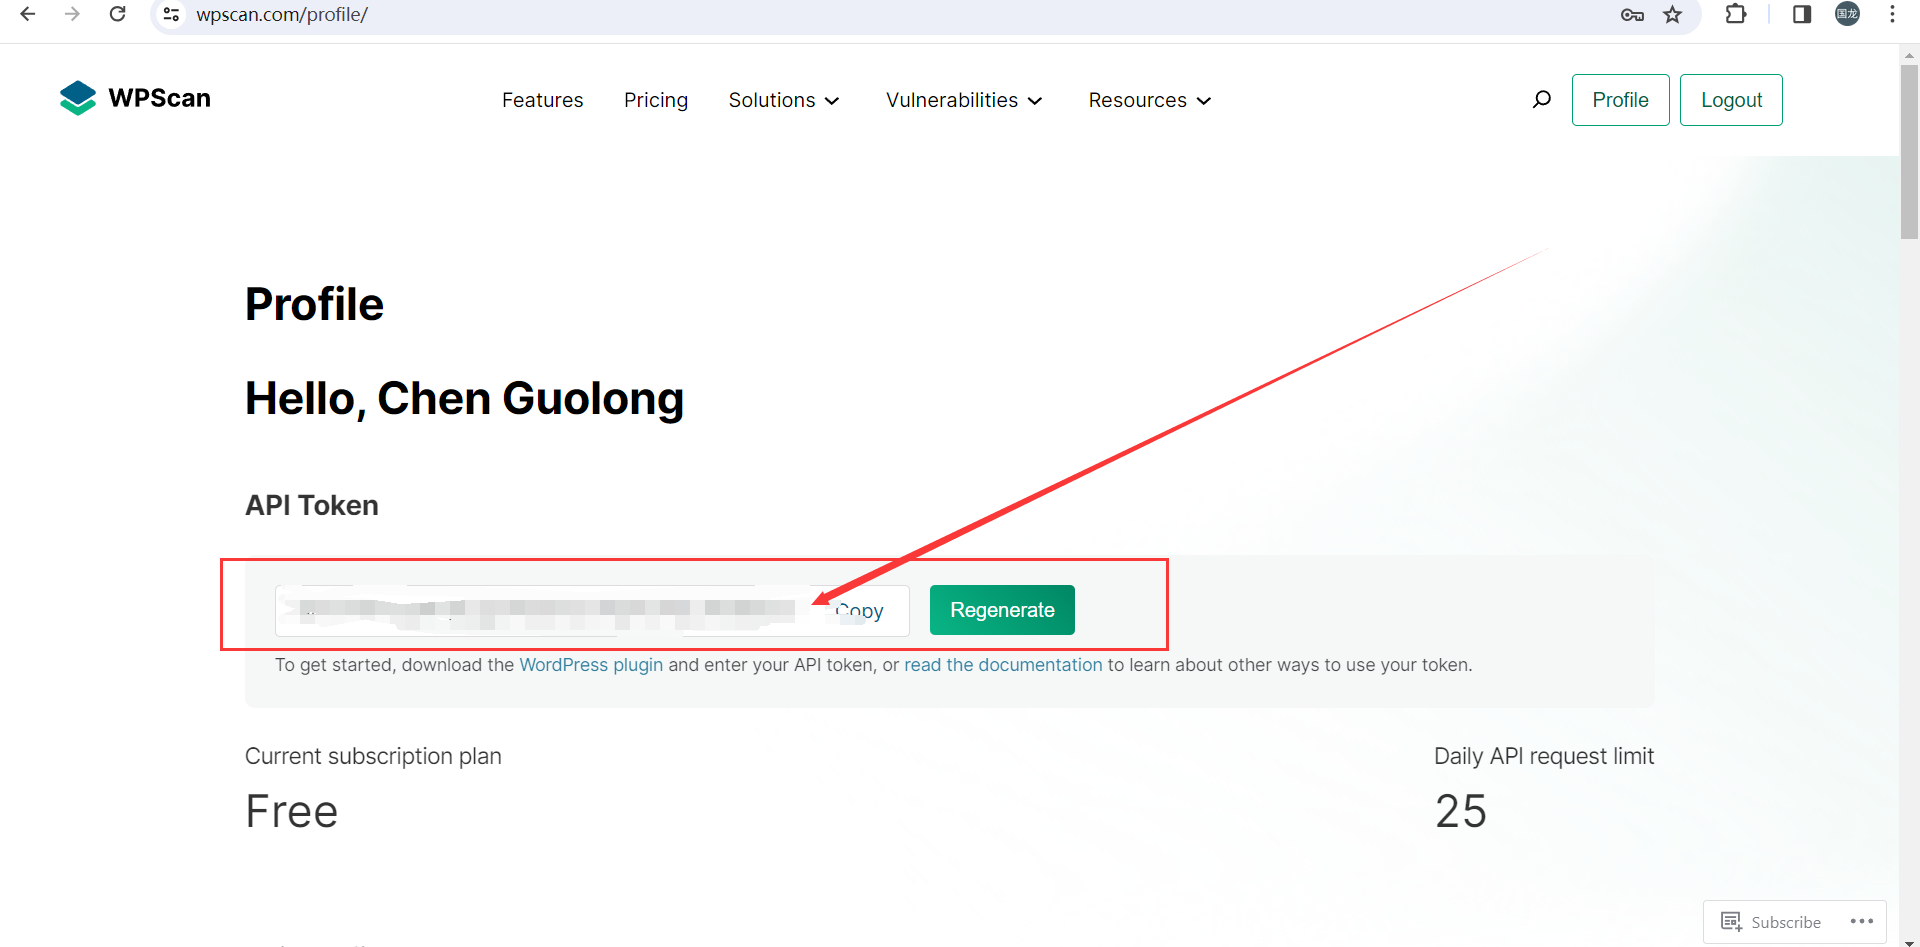 wpscan.com/profile/
国龙
WPScan
Features
Pricing
Solutions
Vulnerabilities
Resources
Profile
Logout
Profile
Hello, Chen Guolong
API Token
Copy
Regenerate
To get started, download the WordPress plugin and enter your API token, or read the documentation to learn about other ways to use your token.
Current subscription plan
Daily API request limit
Free
25
Subscribe